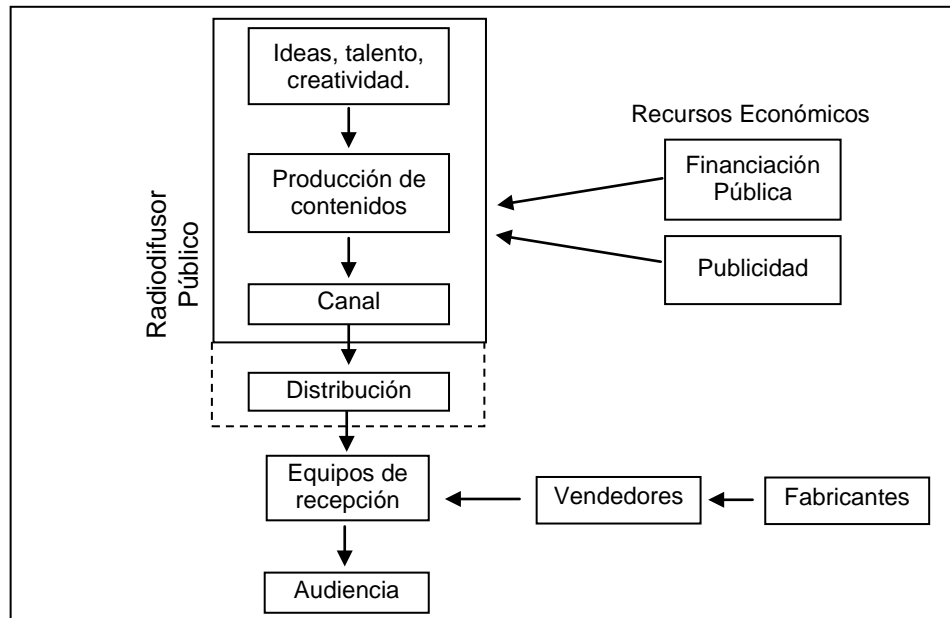 Ideas, talento,
creatividad.
Recursos Económicos
Producción de
contenidos
Financiación
Pública
Radiodifusor
Público
Publicidad
Canal
Distribución
Equipos de
recepción
Vendedores
Fabricantes
Audiencia